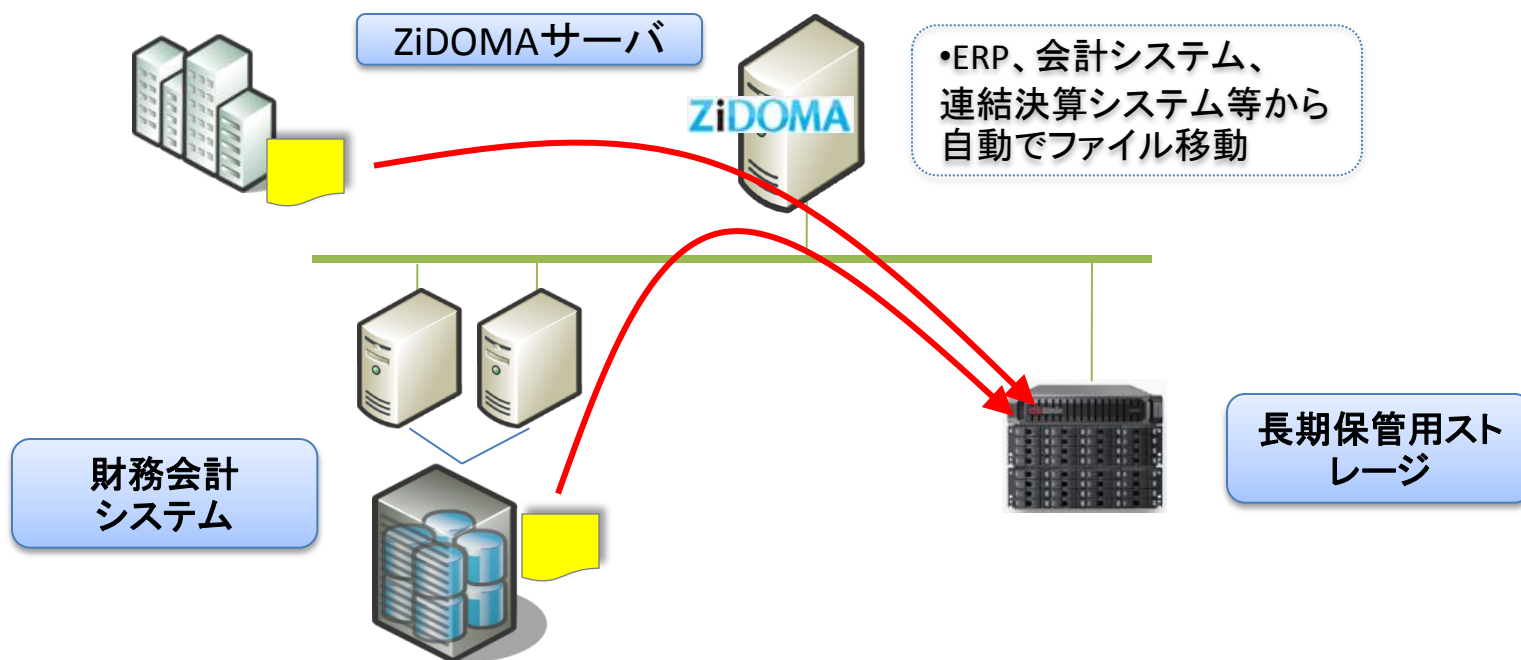 ZiDOMAサーバ
ZiDOMA
•ERP、会計システム、
連結決算システム等から
自動でファイル移動
財務会計
システム
長期保管用スト
レージ